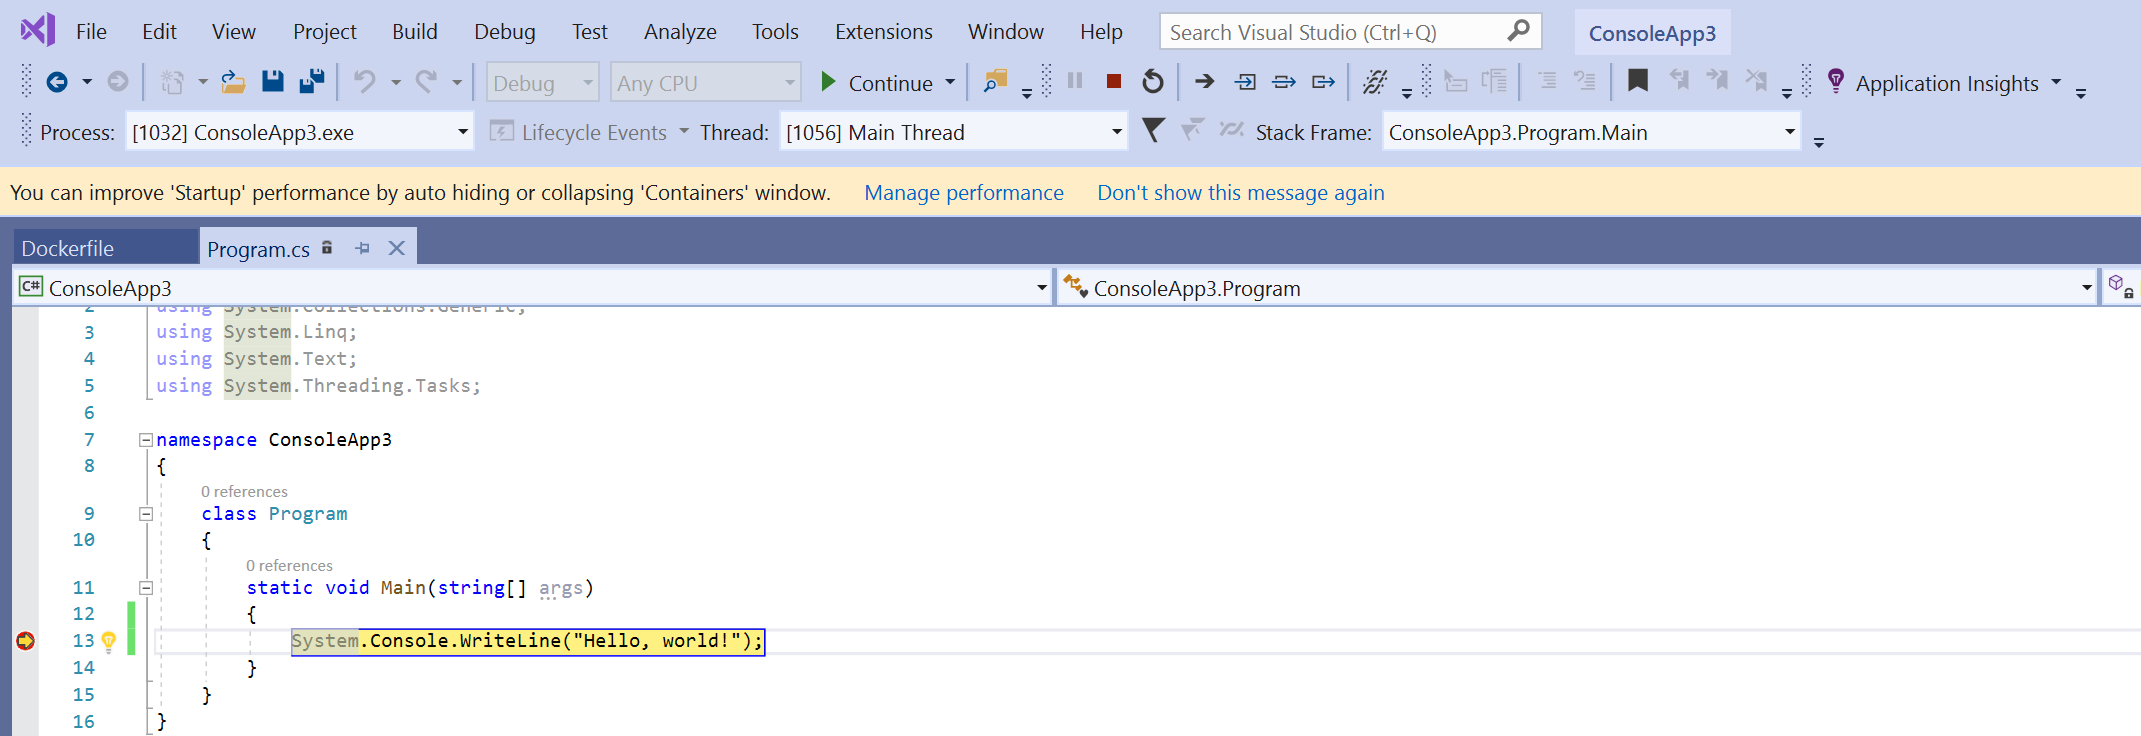 File Edit View Project Build Debug Test Analyze Tools Extensions Window Help Search Visual Studio (Ctrl+Q) ConsoleApp3
Debug Any CPU Continue Application Insights
Process: [1032] ConsoleApp3.exe Lifecycle Events Thread: [1056] Main Thread Stack Frame: ConsoleApp3.Program.Main
You can improve 'Startup' performance by auto hiding or collapsing 'Containers' window. Manage performance Don't show this message again
Dockerfile Program.cs
C# ConsoleApp3 ConsoleApp3.Program
2 using System.Collections.Generic;
3 using System.Linq;
4 using System.Text;
5 using System.Threading.Tasks;
6
7 namespace ConsoleApp3
8 {
0 references
9 class Program
10 {
0 references
11 static void Main(string[] args)
12 {
13 System.Console.WriteLine("Hello, world!");
14 }
15 }
16 }